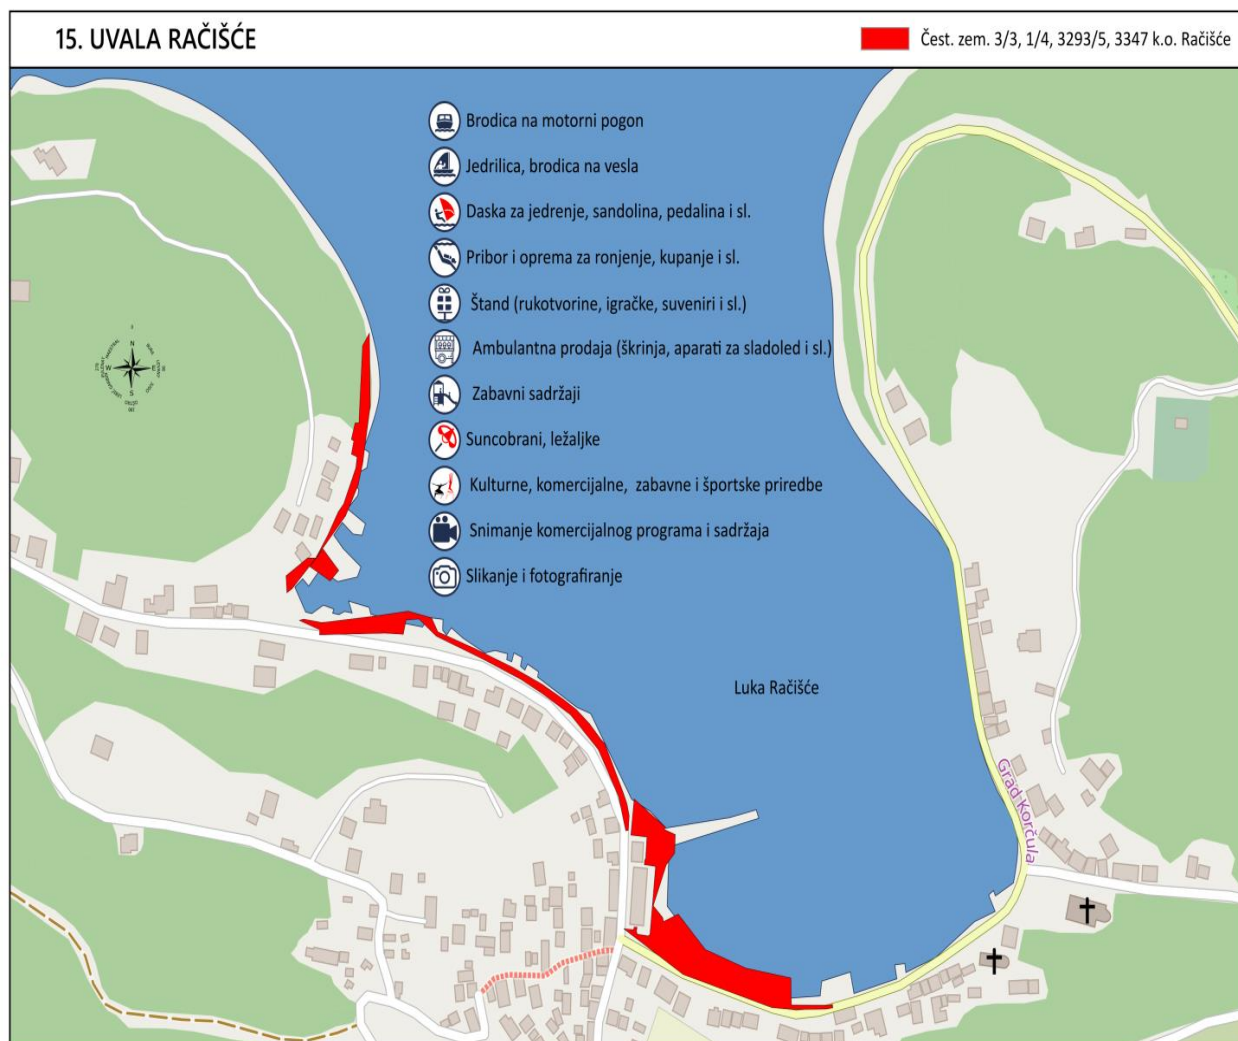 15. UVALA RAČIŠĆE
Čest. zem. 3/3, 1/4, 3293/5, 3347 k.o. Račišće
Brodica na motorni pogon
Jedrilica, brodica na vesla
Daska za jedrenje, sandolina, pedalina i sl.
Pribor i oprema za ronjenje, kupanje i sl.
Štand (rukotvorine, igračke, suveniri i sl.)
Ambulantna prodaja (škrinja, aparati za sladoled i sl.)
Zabavni sadržaji
Suncobrani, ležaljke
Kulturne, komercijalne, zabavne i športske priredbe
Snimanje komercijalnog programa i sadržaja
Slikanje i fotografiranje
N
W
E
S
Luka Račišće
Grad Korčula